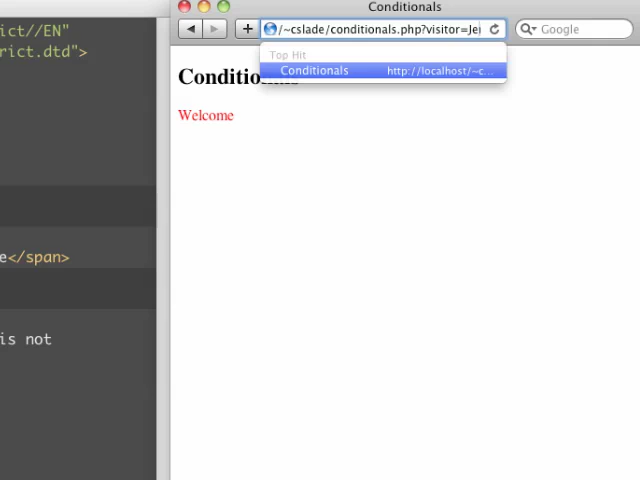 Conditionals
ict//EN"
rict.dtd">
/~cslade/conditionals.php?visitor=Je
Google
Top Hit
Conditionals http://localhost/~c...
Conditionals
Welcome
e</span>
is not